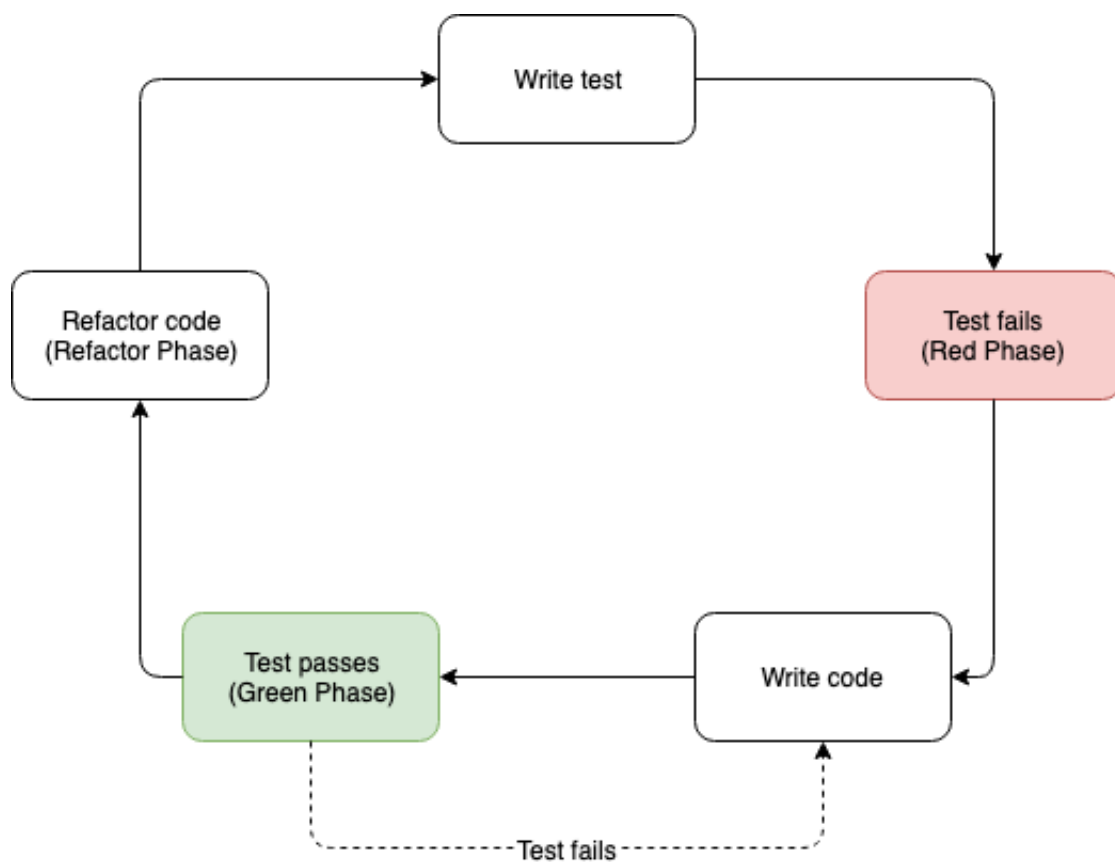 Write test
Refactor code
(Refactor Phase)
Test fails
(Red Phase)
Test passes
(Green Phase)
Write code
Test fails